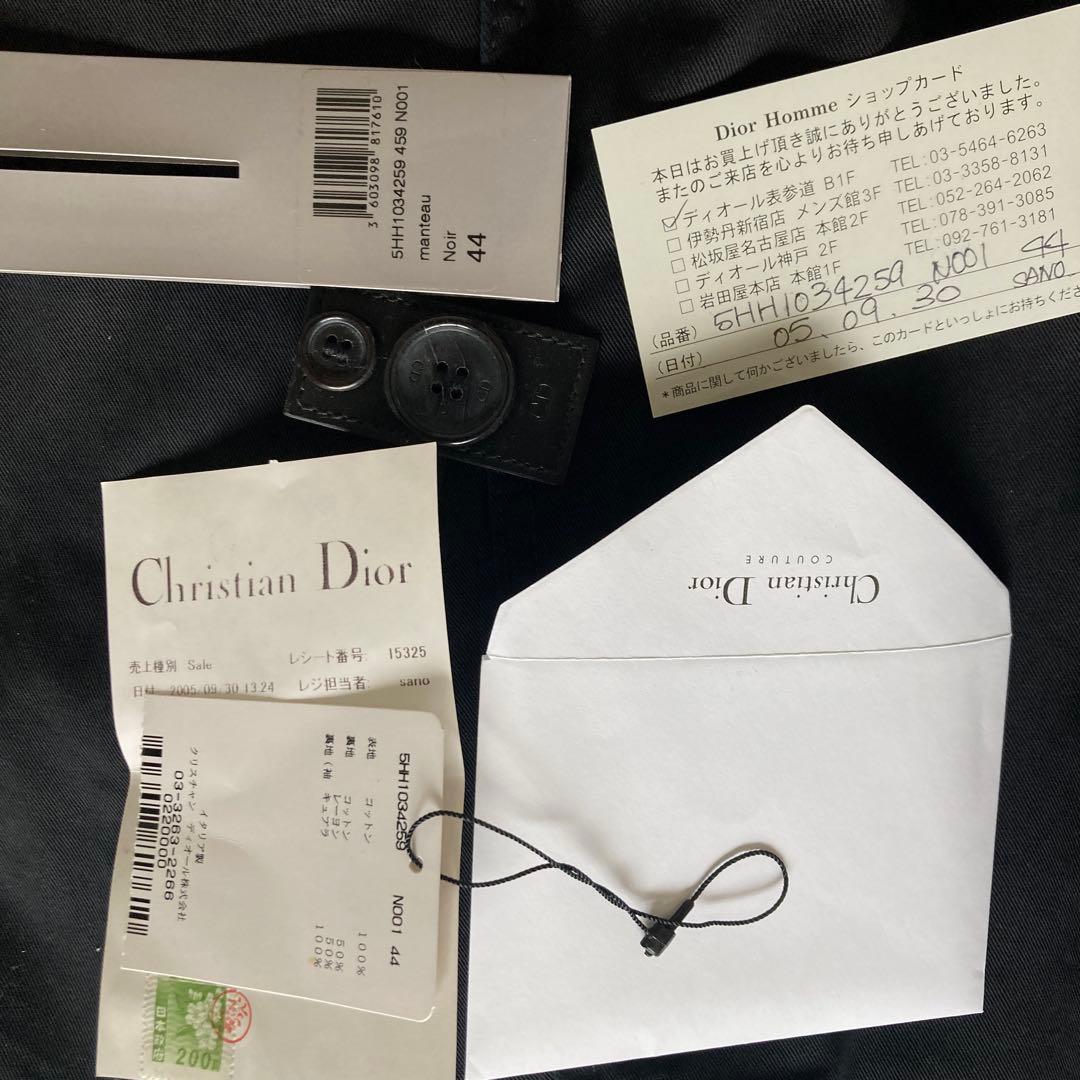 3 603098 817610
5HH1034259 459 N001
manteau
Noir
44
Dior Homme ショップカード
本日はお買上げ頂き誠にありがとうございました。
またのご来店を心よりお待ち申しあげております。
ディオール表参道 B1F TEL:03-5464-6263
伊勢丹新宿店 メンズ館3F TEL:03-3358-8131
松坂屋名古屋店 本館2F TEL:052-264-2062
ディオール神戸 2F TEL:078-391-3085
岩田屋本店 本館1F TEL:092-761-3181
(品番) 5HH1034259 N001 44
(日付) 05. 09. 30 SANO
*商品に関して何かございましたら、このカードといっしょにお持ちくださ
CD
CD
CD
Christian Dior
COUTURE
Christian Dior
売上種別 Sale レシート番号: 15325
日付 2005/09/30 13.24 レジ担当者: sano
5HH1034259 N001 44
表地 コットン 100%
裏地 コットン 50%
レーヨン 50%
裏地(袖 キュプラ 100%
イタリア製
クリスチャン ディオール株式会社
03-3263-2266
0220000
日本政府
200